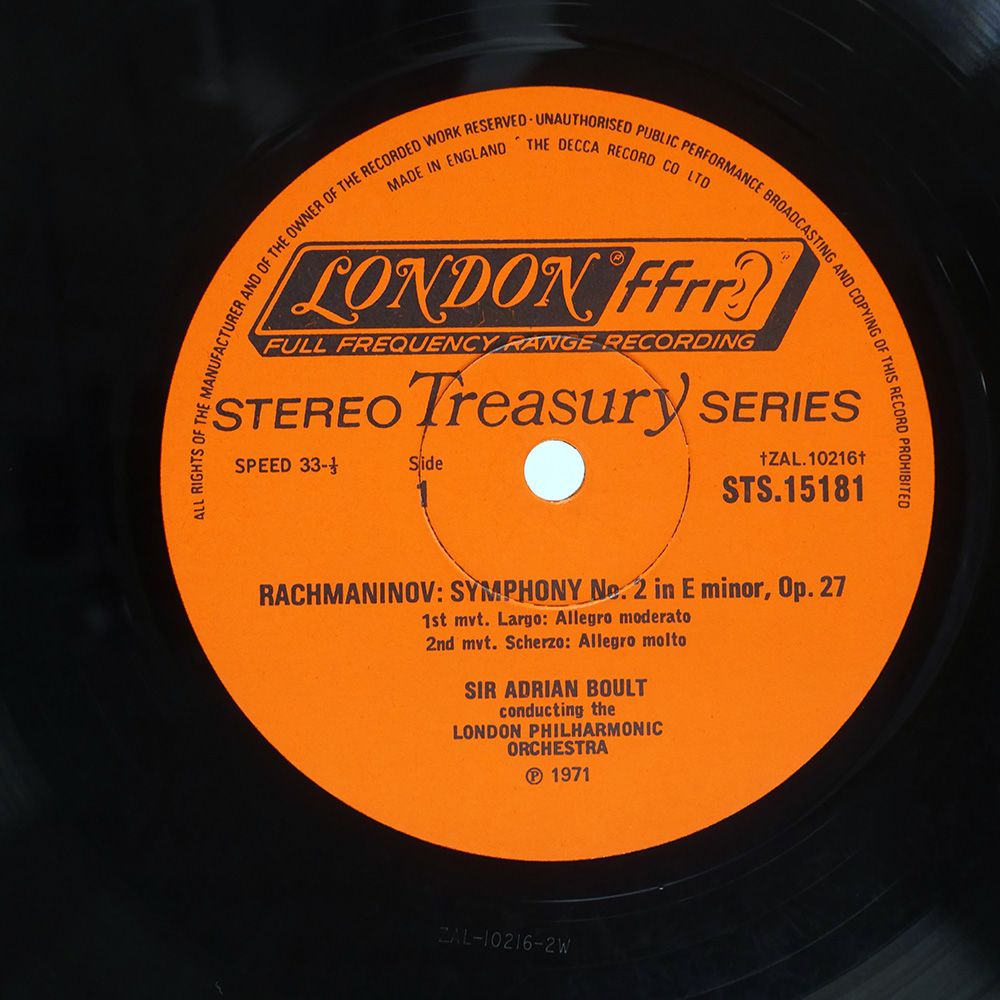 ALL RIGHTS OF THE MANUFACTURER AND OF THE OWNER OF THE RECORDED WORK RESERVED · UNAUTHORISED PUBLIC PERFORMANCE BROADCASTING AND COPYING OF THIS RECORD PROHIBITED
MADE IN ENGLAND THE DECCA RECORD CO LTD
LONDON ® ffrr
FULL FREQUENCY RANGE RECORDING
STEREO Treasury SERIES
SPEED 33-⅓ Side †ZAL.10216†
1 STS.15181
RACHMANINOV: SYMPHONY No. 2 in E minor, Op. 27
1st mvt. Largo: Allegro moderato
2nd mvt. Scherzo: Allegro molto
SIR ADRIAN BOULT
conducting the
LONDON PHILHARMONIC
ORCHESTRA
℗ 1971
ZAL-10216-2W